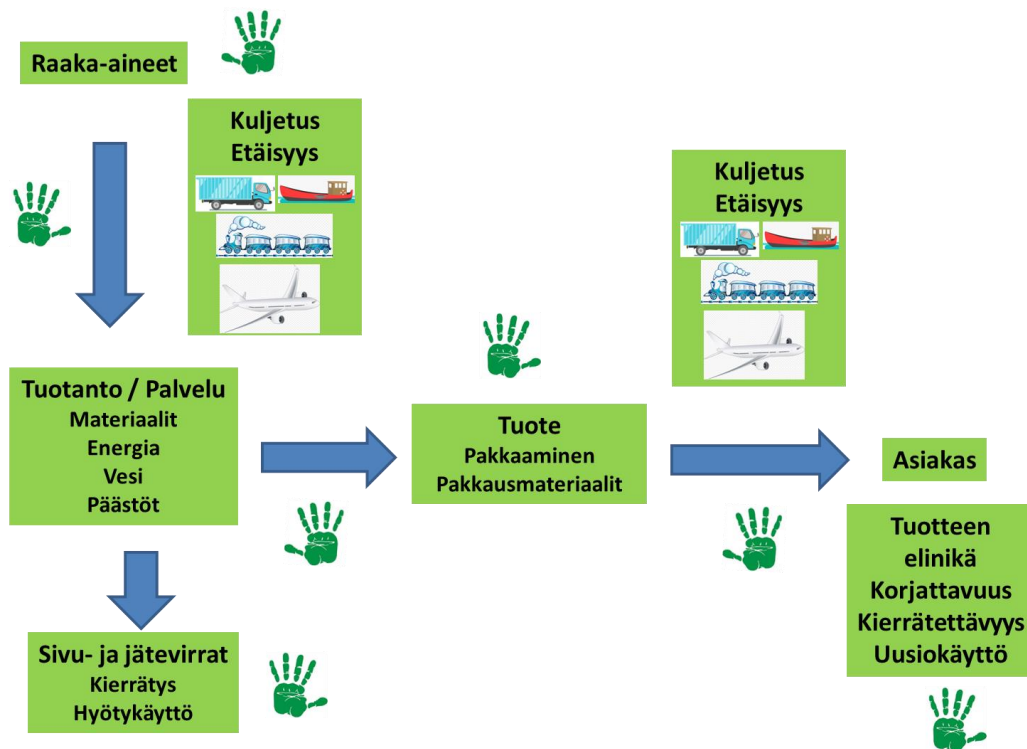 Raaka-aineet
Kuljetus
Etäisyys
Kuljetus
Etäisyys
Tuotanto / Palvelu
Materiaalit
Energia
Vesi
Päästöt
Tuote
Pakkaaminen
Pakkausmateriaalit
Asiakas
Tuotteen
elinikä
Korjattavuus
Kierrätettävyys
Uusiokäyttö
Sivu- ja jätevirrat
Kierrätys
Hyötykäyttö